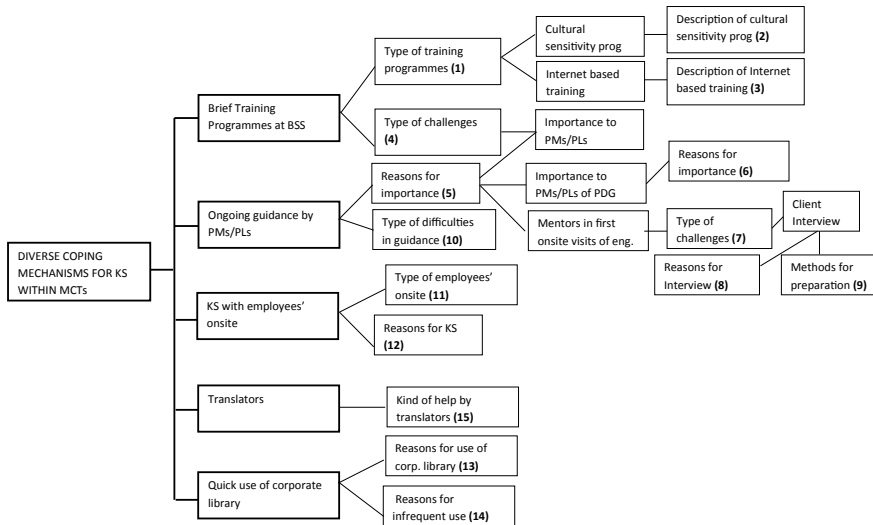 DIVERSE COPING
MECHANISMS FOR KS
WITHIN MCTs
Brief Training
Programmes at BSS
Type of training
programmes (1)
Cultural
sensitivity prog
Description of cultural
sensitivity prog (2)
Internet based
training
Description of Internet
based training (3)
Type of challenges
(4)
Importance to
PMs/PLs
Ongoing guidance by
PMs/PLs
Reasons for
importance (5)
Importance to
PMs/PLs of PDG
Reasons for
importance (6)
Mentors in first
onsite visits of eng.
Type of
challenges (7)
Client
Interview
Reasons for
Interview (8)
Methods for
preparation (9)
Type of difficulties
in guidance (10)
KS with employees’
onsite
Type of employees’
onsite (11)
Reasons for KS
(12)
Translators
Kind of help by
translators (15)
Quick use of corporate
library
Reasons for use of
corp. library (13)
Reasons for
infrequent use (14)